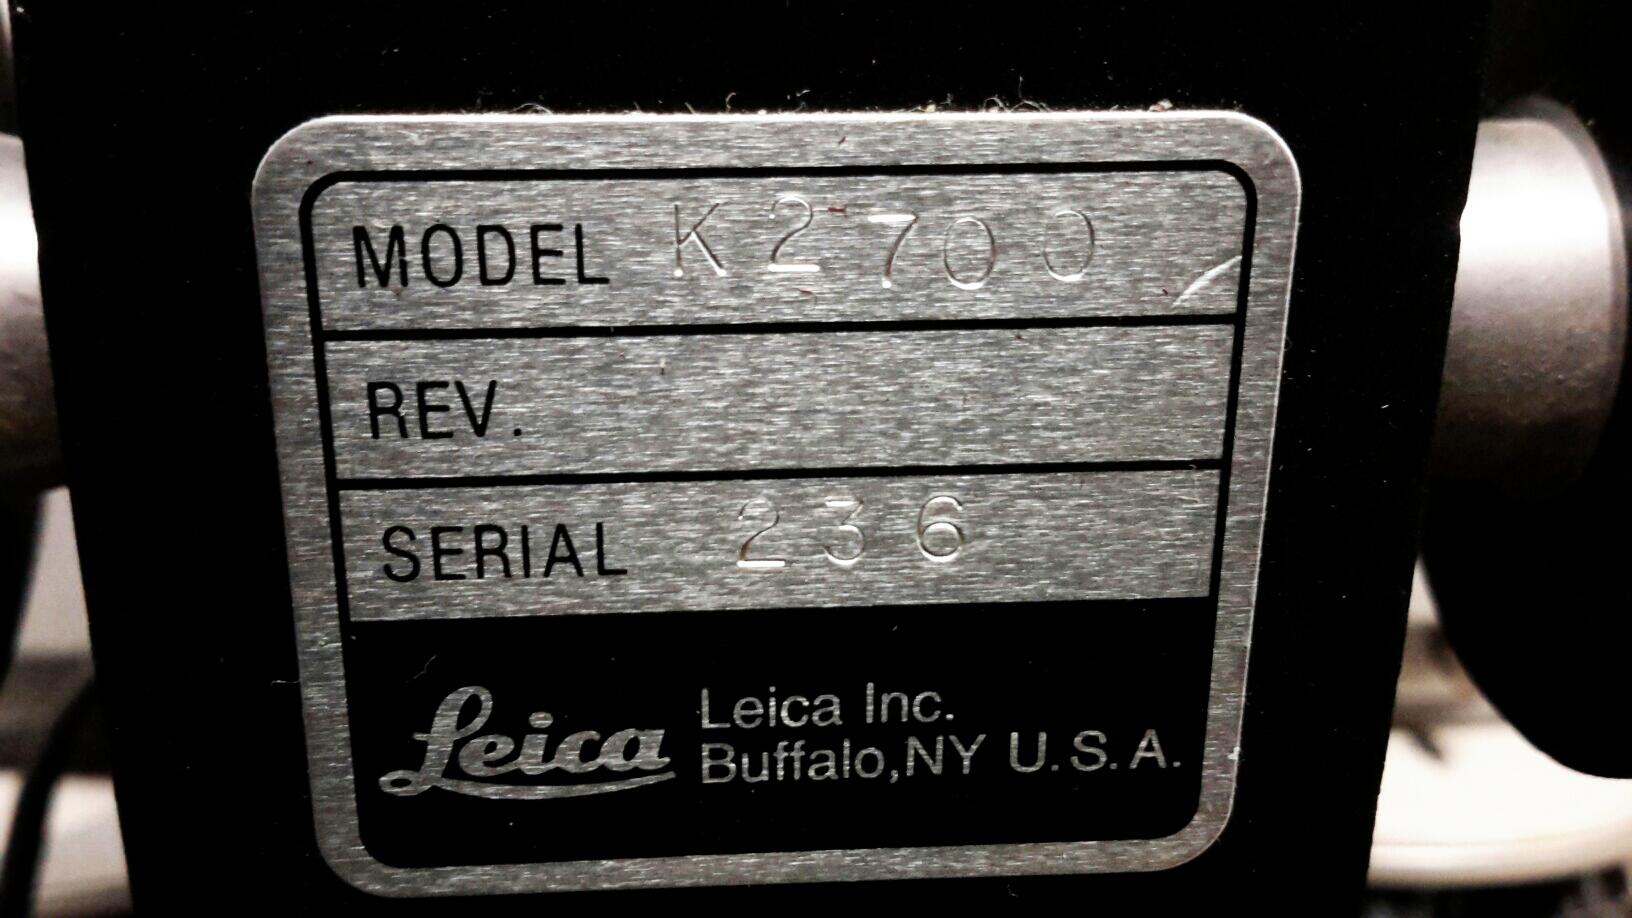 MODEL K2700
REV.
SERIAL 236
Leica Leica Inc.
Buffalo,NY U.S.A.